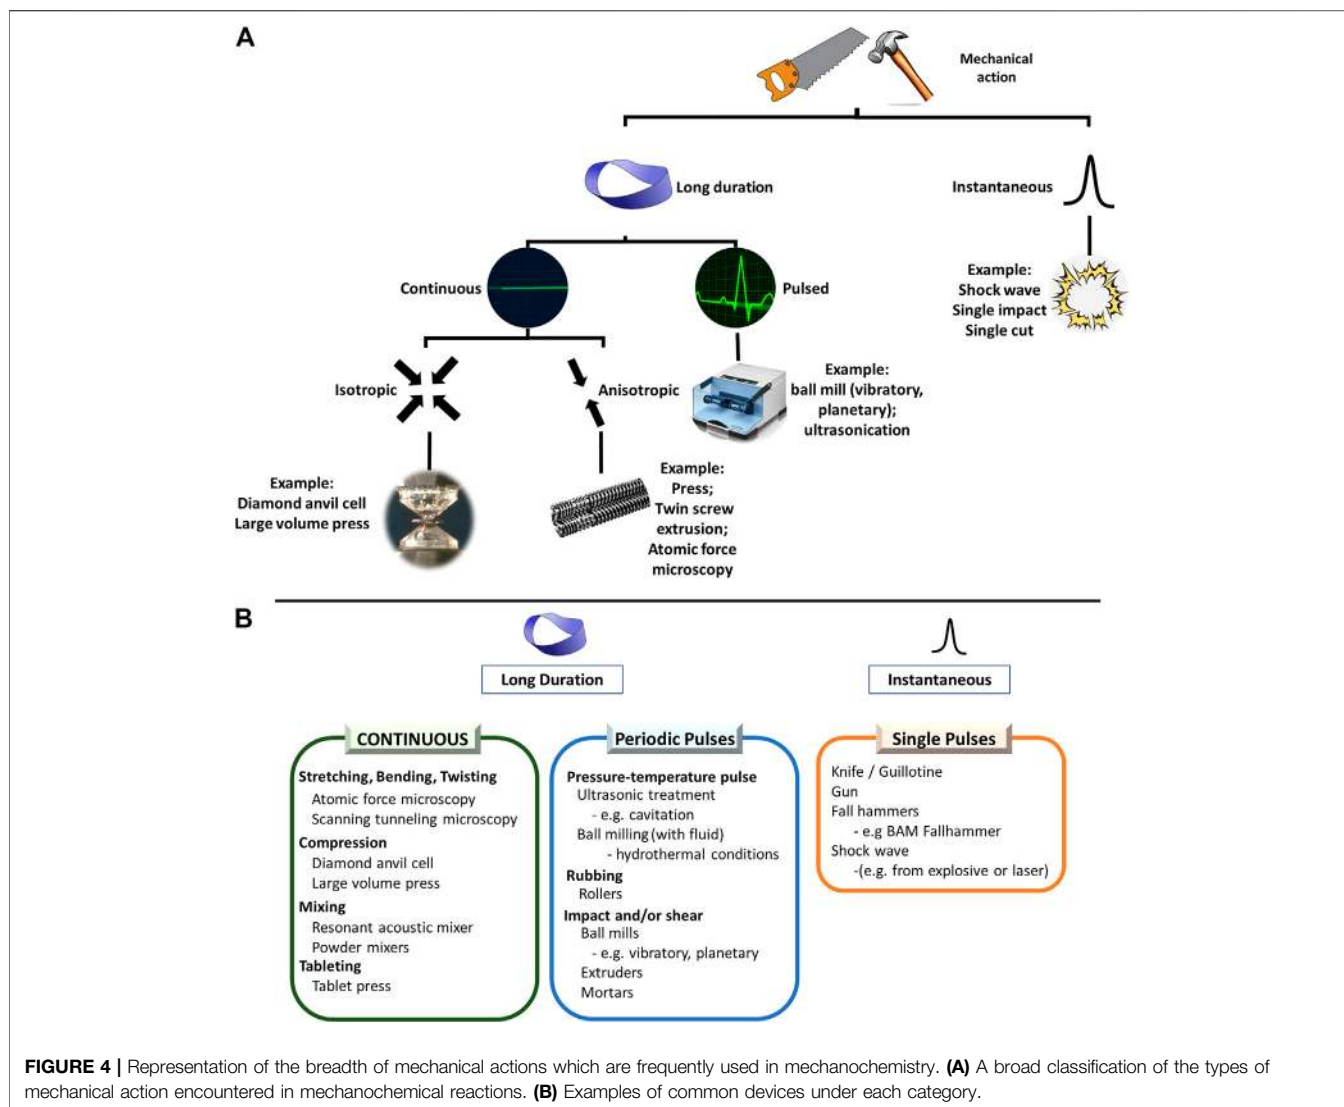 A
Mechanical
action
Long duration
Instantaneous
Continuous
Pulsed
Example:
Shock wave
Single impact
Single cut
Isotropic
Anisotropic
Example:
ball mill (vibratory,
planetary);
ultrasonication
Example:
Diamond anvil cell
Large volume press
Example:
Press;
Twin screw
extrusion;
Atomic force
microscopy
B
Long Duration
Instantaneous
CONTINUOUS
Stretching, Bending, Twisting
Atomic force microscopy
Scanning tunneling microscopy
Compression
Diamond anvil cell
Large volume press
Mixing
Resonant acoustic mixer
Powder mixers
Tableting
Tablet press
Periodic Pulses
Pressure-temperature pulse
Ultrasonic treatment
- e.g. cavitation
Ball milling (with fluid)
- hydrothermal conditions
Rubbing
Rollers
Impact and/or shear
Ball mills
- e.g. vibratory, planetary
Extruders
Mortars
Single Pulses
Knife / Guillotine
Gun
Fall hammers
- e.g BAM Fallhammer
Shock wave
-(e.g. from explosive or laser)
FIGURE 4 | Representation of the breadth of mechanical actions which are frequently used in mechanochemistry. (A) A broad classification of the types of
mechanical action encountered in mechanochemical reactions. (B) Examples of common devices under each category.